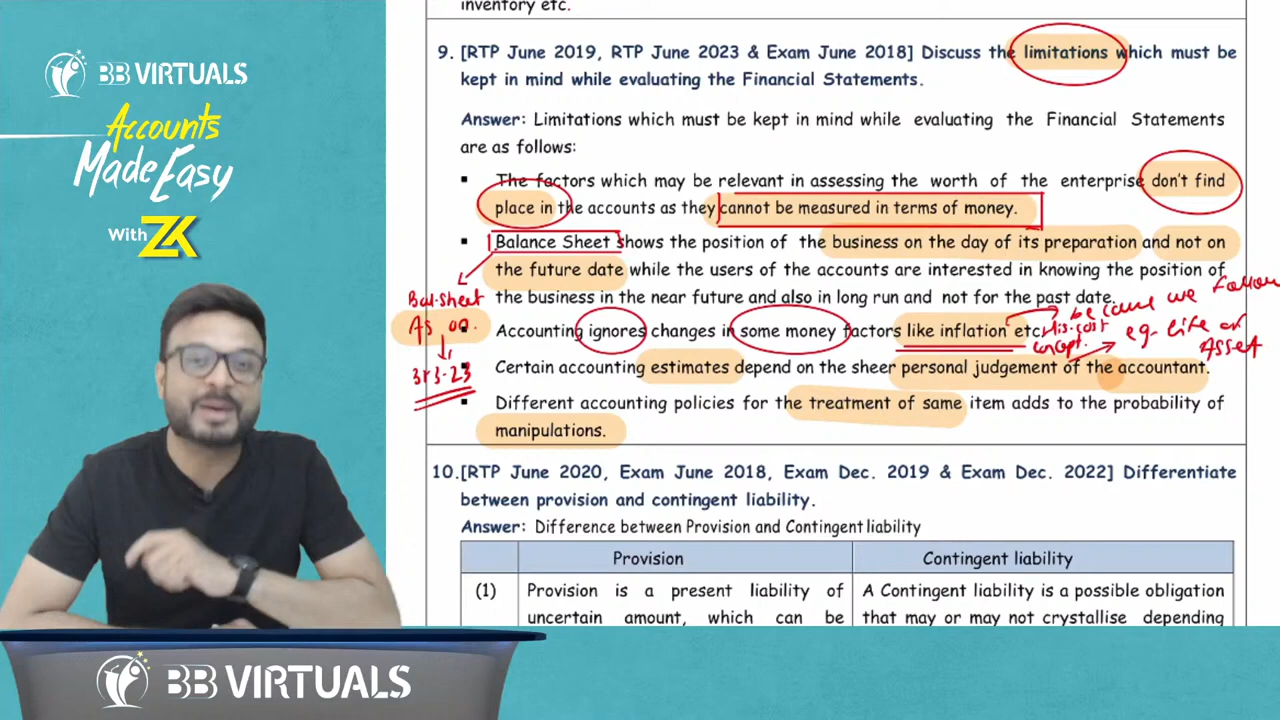 BB VIRTUALS
Accounts
Made Easy
With ZK
inventory etc.
9. [RTP June 2019, RTP June 2023 & Exam June 2018] Discuss the limitations which must be
kept in mind while evaluating the Financial Statements.
Answer: Limitations which must be kept in mind while evaluating the Financial Statements
are as follows:
▪ The factors which may be relevant in assessing the worth of the enterprise don't find
place in the accounts as they cannot be measured in terms of money.
▪ Balance Sheet shows the position of the business on the day of its preparation and not on
the future date while the users of the accounts are interested in knowing the position of
the business in the near future and also in long run and not for the past date.
▪ Accounting ignores changes in some money factors like inflation etc.
▪ Certain accounting estimates depend on the sheer personal judgement of the accountant.
▪ Different accounting policies for the treatment of same item adds to the probability of
manipulations.
Bal.sheet
As on.
31-3-23
because we follow
His.cost
concept.
eg. life of
Asset
10. [RTP June 2020, Exam June 2018, Exam Dec. 2019 & Exam Dec. 2022] Differentiate
between provision and contingent liability.
Answer: Difference between Provision and Contingent liability
Provision Contingent liability
(1) Provision is a present liability of A Contingent liability is a possible obligation
uncertain amount, which can be that may or may not crystallise depending
BB VIRTUALS